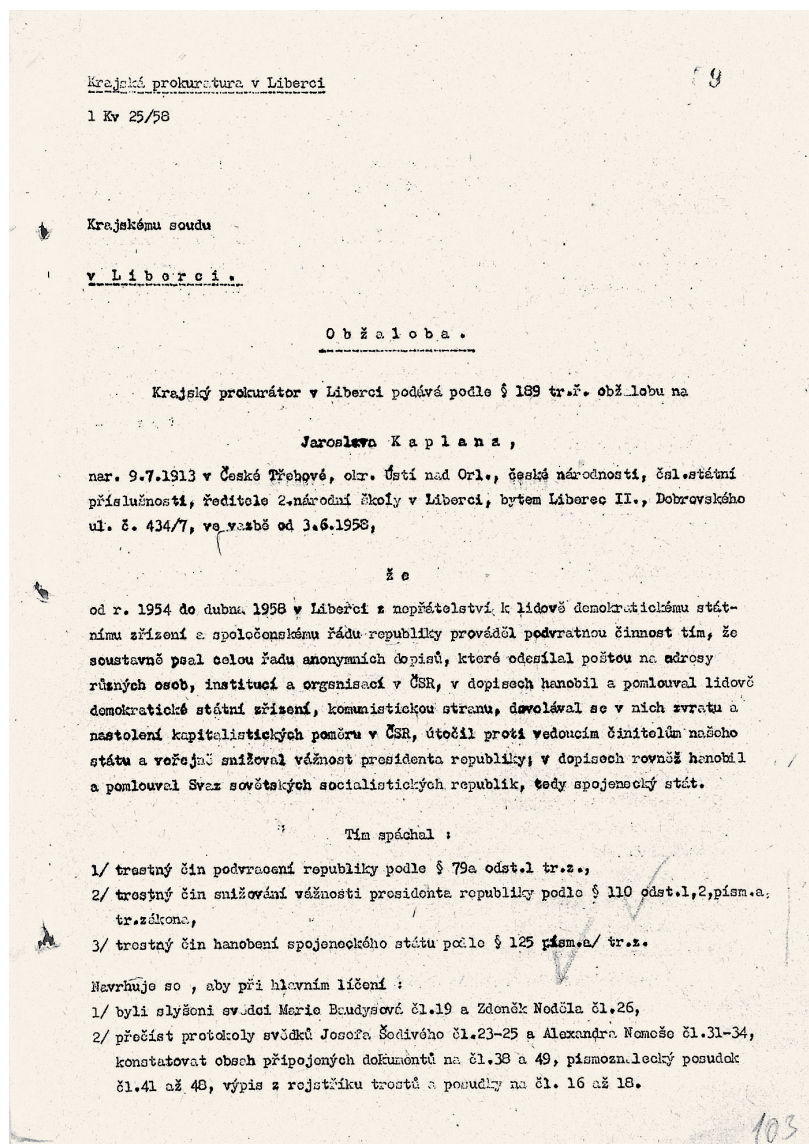 Krajská prokuratura v Liberci
9
1 Kv 25/58
Krajskému soudu
v L i b e r c i .
O b ž a l o b a .
Krajský prokurátor v Liberci podává podle § 189 tr.ř. obžalobu na
Jaroslava K a p l a n a ,
nar. 9.7.1913 v České Třebové, okr. Ústí nad Orl., české národnosti, čsl.státní
příslušnosti, ředitele 2.národní školy v Liberci, bytem Liberec II., Dobrovského
ul. č. 434/7, ve vazbě od 3.6.1958,
ž e
od r. 1954 do dubna 1958 v Liberci z nepřátelství k lidově demokratickému stát-
nímu zřízení a společenskému řádu republiky prováděl podvratnou činnost tím, že
soustavně psal celou řadu anonymních dopisů, které odesílal poštou na adresy
různých osob, institucí a orgsnisací v ČSR, v dopisech hanobil a pomlouval lidově
demokratické státní zřízení, komunistickou stranu, dovolával se v nich zvratu a
nastolení kapitalistických poměru v ČSR, útočil proti vedoucím činitelům našeho
státu a veřejně snižoval vážnost presidenta republiky; v dopisech rovněž hanobil
a pomlouval Svaz sovětských socialistických republik, tedy spojenecký stát.
Tím spáchal :
1/ trestný čin podvracení republiky podle § 79a odst.1 tr.z.,
2/ trestný čin snižování vážnosti presidenta republiky podle § 110 odst.1,2,písm.a,
tr.zákona,
3/ trestný čin hanobení spojeneckého státu podle § 125 písm.a/ tr.z.
Navrhuje se , aby při hlavním líčení :
1/ byli slyšeni svědci Marie Baudysová čl.19 a Zdeněk Neděla čl.26,
2/ přečíst protokoly svědků Josefa Šedivého čl.23-25 a Alexandra Nemeše čl.31-34,
konstatovat obsah připojených dokumentů na čl.38 a 49, písmoznalecký posudek
čl.41 až 48, výpis z rejstříku trestů a posudky na čl. 16 až 18.
103